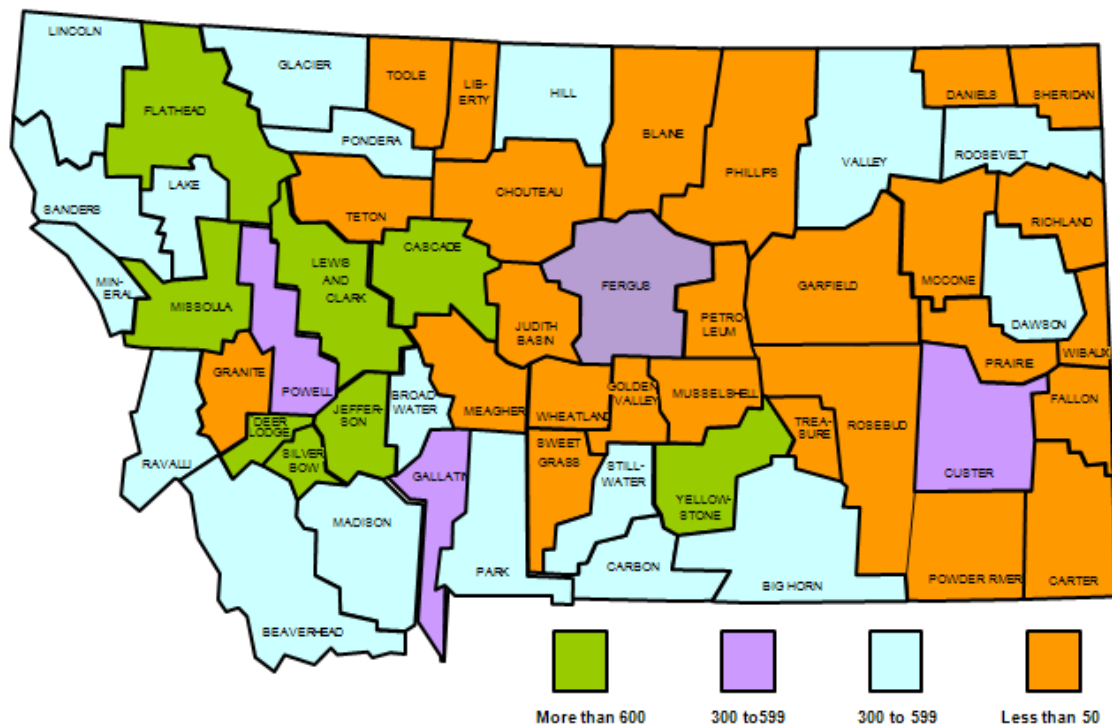 LINCOLN
GLACIER
TOOLE
LIB-
ERTY
HILL
BLAINE
PHILLIPS
VALLEY
DANIELS
SHERIDAN
FLATHEAD
PONDERA
ROOSEVELT
SANDERS
LAKE
TETON
CHOUTEAU
RICHLAND
MIN-
ERAL
MISSOULA
LEWIS
AND
CLARK
CASCADE
FERGUS
JUDITH
BASIN
PETRO
LEUM
GARFIELD
MCCONE
DAWSON
PRAIRIE
WIBAUX
GRANITE
POWELL
JEFFER-
SON
BROAD
WATER
MEAGHER
WHEATLAND
GOLDEN
VALLEY
MUSSELSHELL
TREA-
SURE
ROSEBUD
FALLON
RAVALLI
DEER
LODGE
SILVER
BOW
GALLATIN
SWEET
GRASS
STILL-
WATER
YELLOW-
STONE
CUSTER
MADISON
PARK
CARBON
BIG HORN
POWDER RIVER
CARTER
BEAVERHEAD
More than 600
300 to599
300 to 599
Less than 50